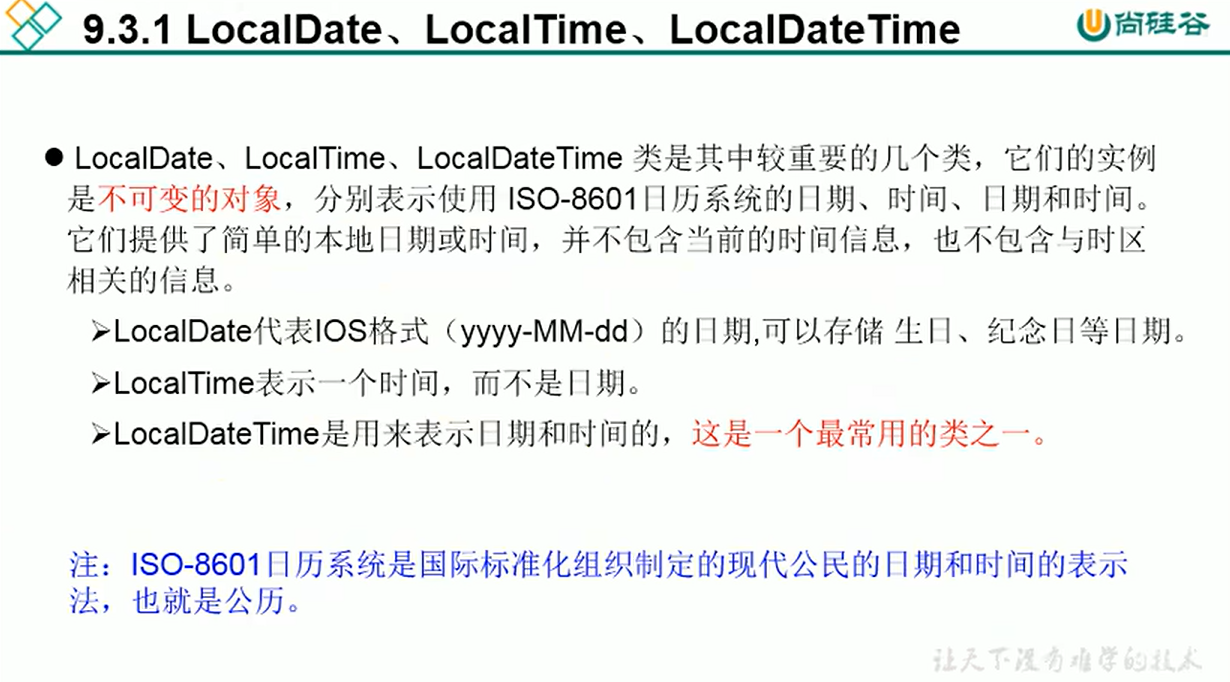 9.3.1 LocalDate、LocalTime、LocalDateTime
尚硅谷
● LocalDate、LocalTime、LocalDateTime 类是其中较重要的几个类，它们的实例
是不可变的对象，分别表示使用 ISO-8601日历系统的日期、时间、日期和时间。
它们提供了简单的本地日期或时间，并不包含当前的时间信息，也不包含与时区
相关的信息。
➢LocalDate代表IOS格式（yyyy-MM-dd）的日期,可以存储 生日、纪念日等日期。
➢LocalTime表示一个时间，而不是日期。
➢LocalDateTime是用来表示日期和时间的，这是一个最常用的类之一。
注：ISO-8601日历系统是国际标准化组织制定的现代公民的日期和时间的表示
法，也就是公历。
让天下没有难学的技术